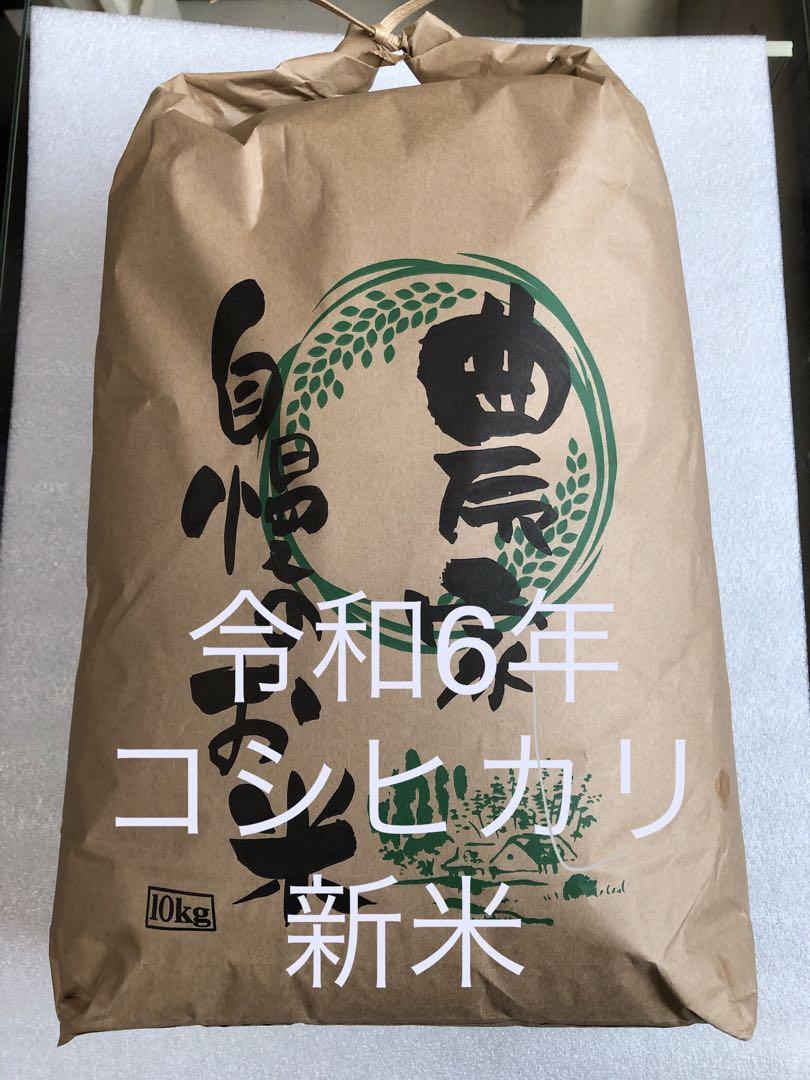 農家
自慢のお米
令和6年
コシヒカリ
新米
10kg